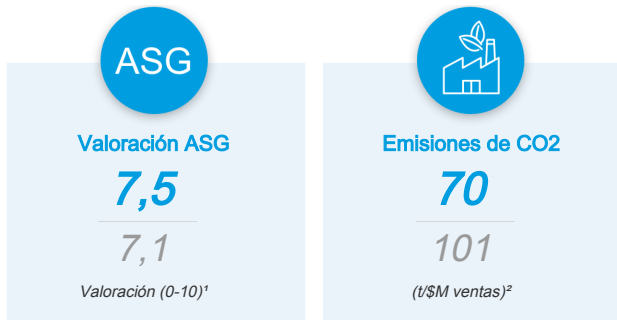 ASG
Valoración ASG
7,5
7,1
Valoración (0-10)¹
Emisiones de CO2
70
101
(t/$M ventas)²